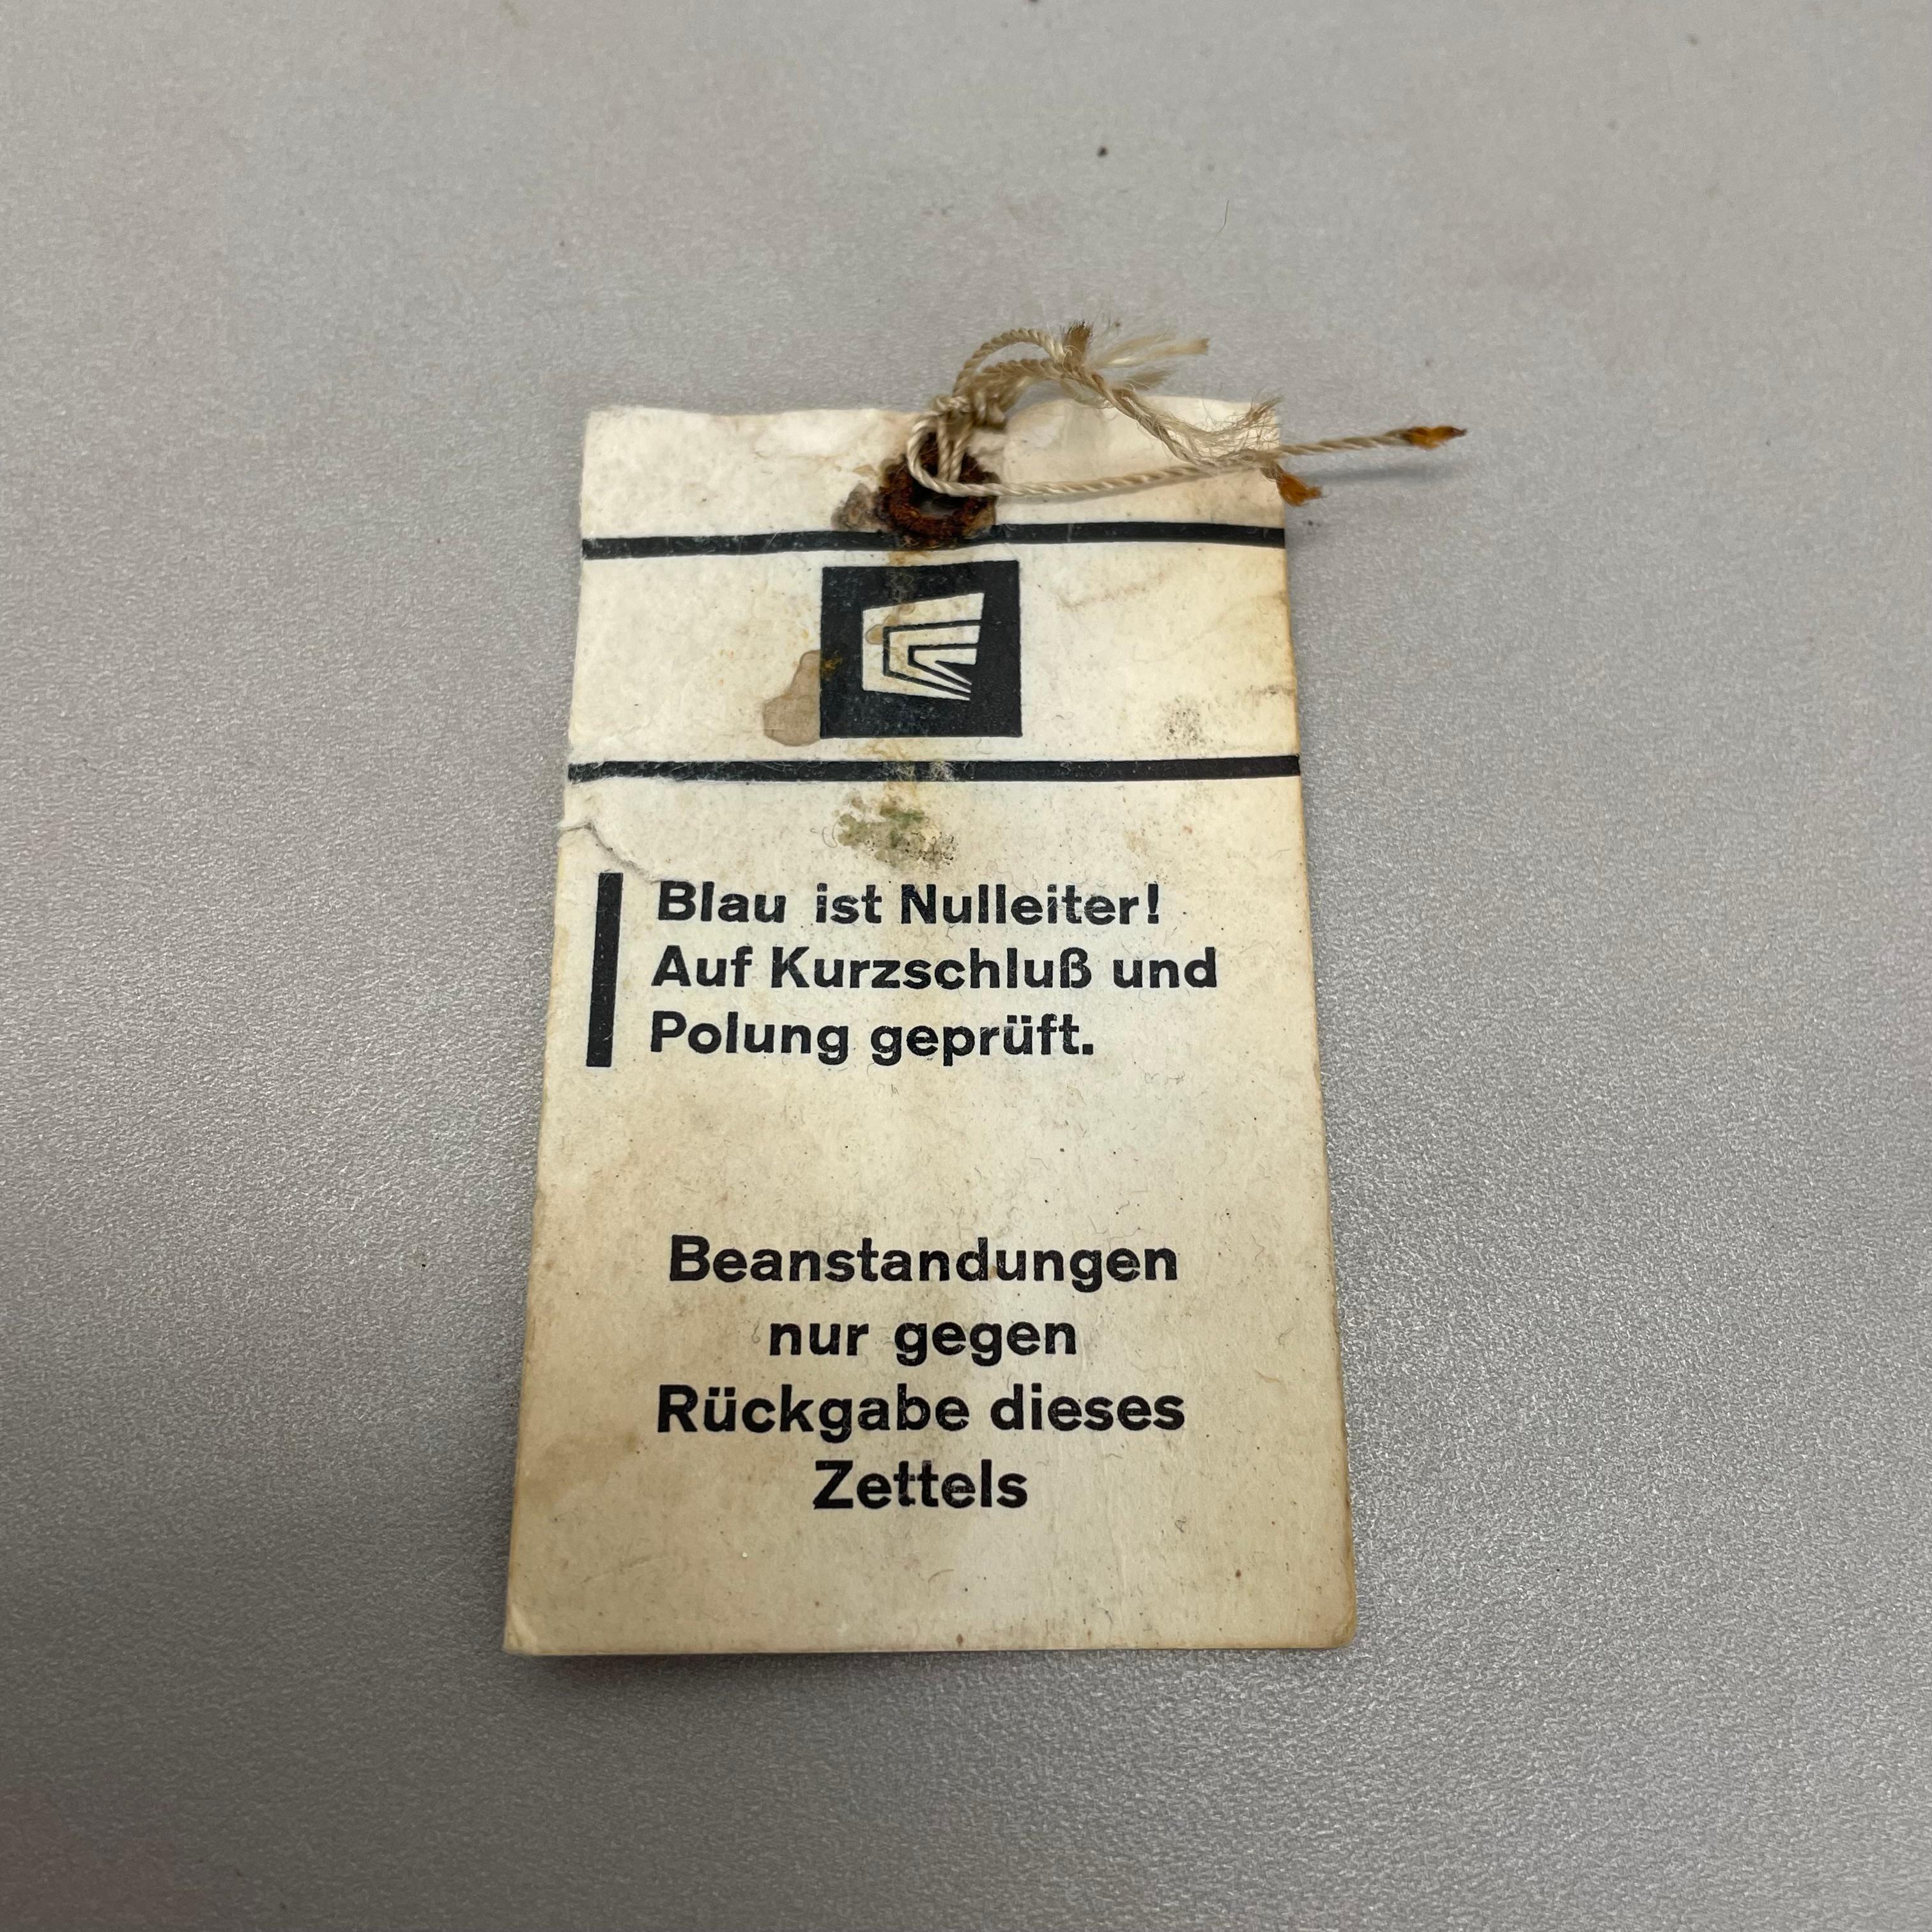 Blau ist Nulleiter!
Auf Kurzschluß und
Polung geprüft.
Beanstandungen
nur gegen
Rückgabe dieses
Zettels